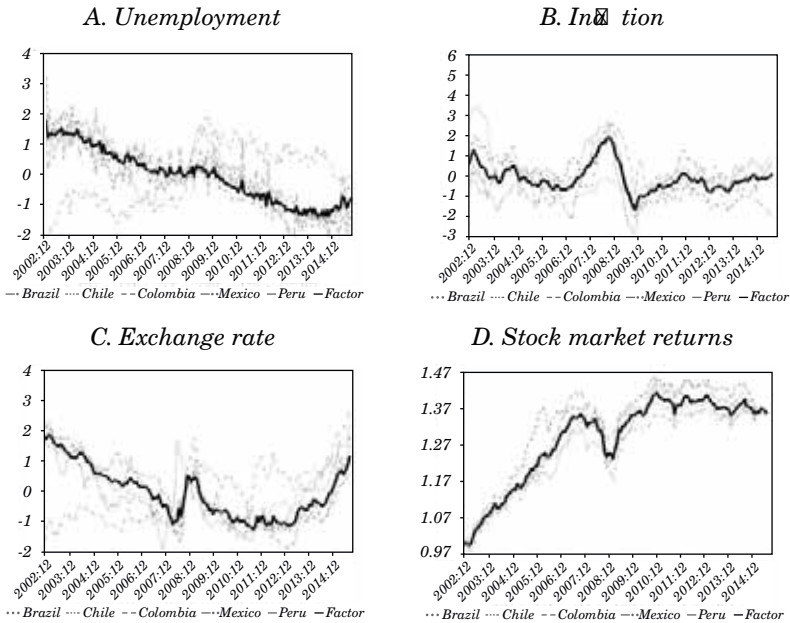 A. Unemployment
4
3
2
1
0
-1
-2
2002:12 2003:12 2004:12 2005:12 2006:12 2007:12 2008:12 2009:12 2010:12 2011:12 2012:12 2013:12 2014:12
Brazil Chile Colombia Mexico Peru Factor
B. In tion
6
5
4
3
2
1
0
-1
-2
-3
2002:12 2003:12 2004:12 2005:12 2006:12 2007:12 2008:12 2009:12 2010:12 2011:12 2012:12 2013:12 2014:12
Brazil Chile Colombia Mexico Peru Factor
C. Exchange rate
4
3
2
1
0
-1
-2
2002:12 2003:12 2004:12 2005:12 2006:12 2007:12 2008:12 2009:12 2010:12 2011:12 2012:12 2013:12 2014:12
Brazil Chile Colombia Mexico Peru Factor
D. Stock market returns
1.47
1.37
1.27
1.17
1.07
0.97
2002:12 2003:12 2004:12 2005:12 2006:12 2007:12 2008:12 2009:12 2010:12 2011:12 2012:12 2013:12 2014:12
Brazil Chile Colombia Mexico Peru Factor